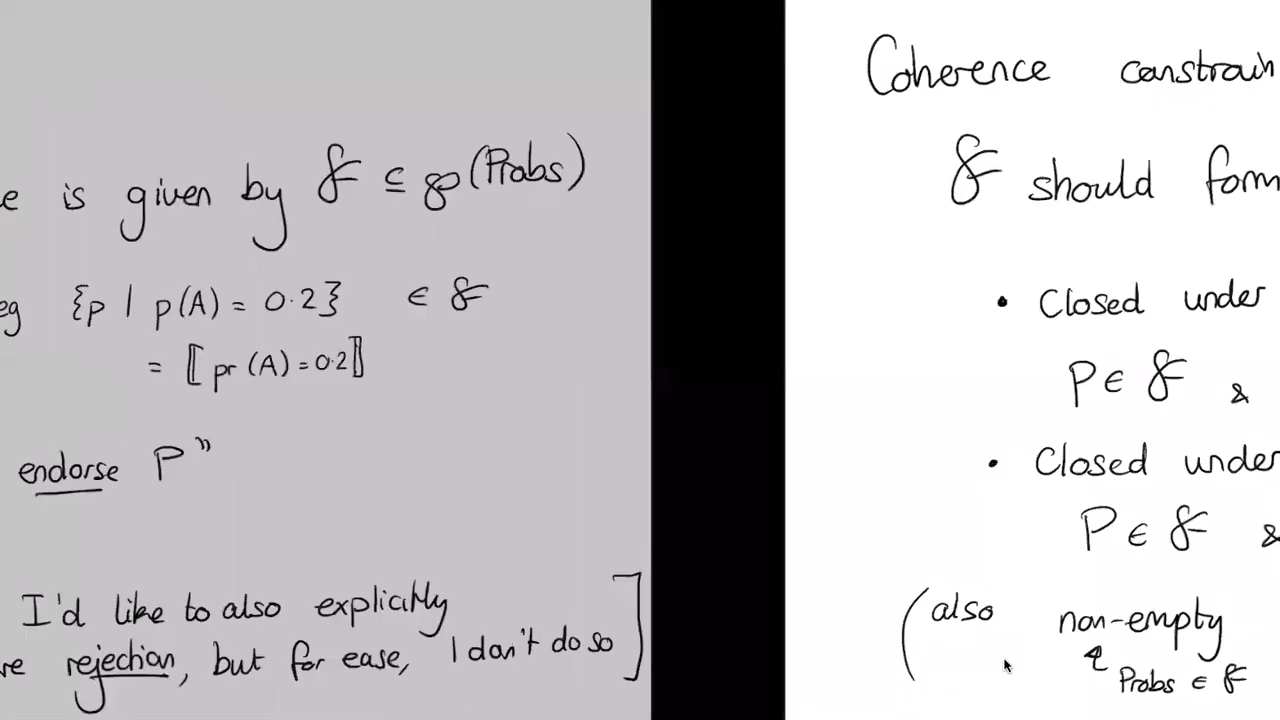 e is given by ℱ ⊆ ℘(Probs)
eg {p | p(A) = 0.2} ∈ ℱ
= ⟦pr(A)=0.2⟧
endorse P"
I'd like to also explicitly
re rejection, but for ease, I don't do so]
Coherence constrain
ℱ should form
• Closed under
P ∈ ℱ &
• Closed under
P ∈ ℱ &
(also non-empty
Probs ∈ ℱ